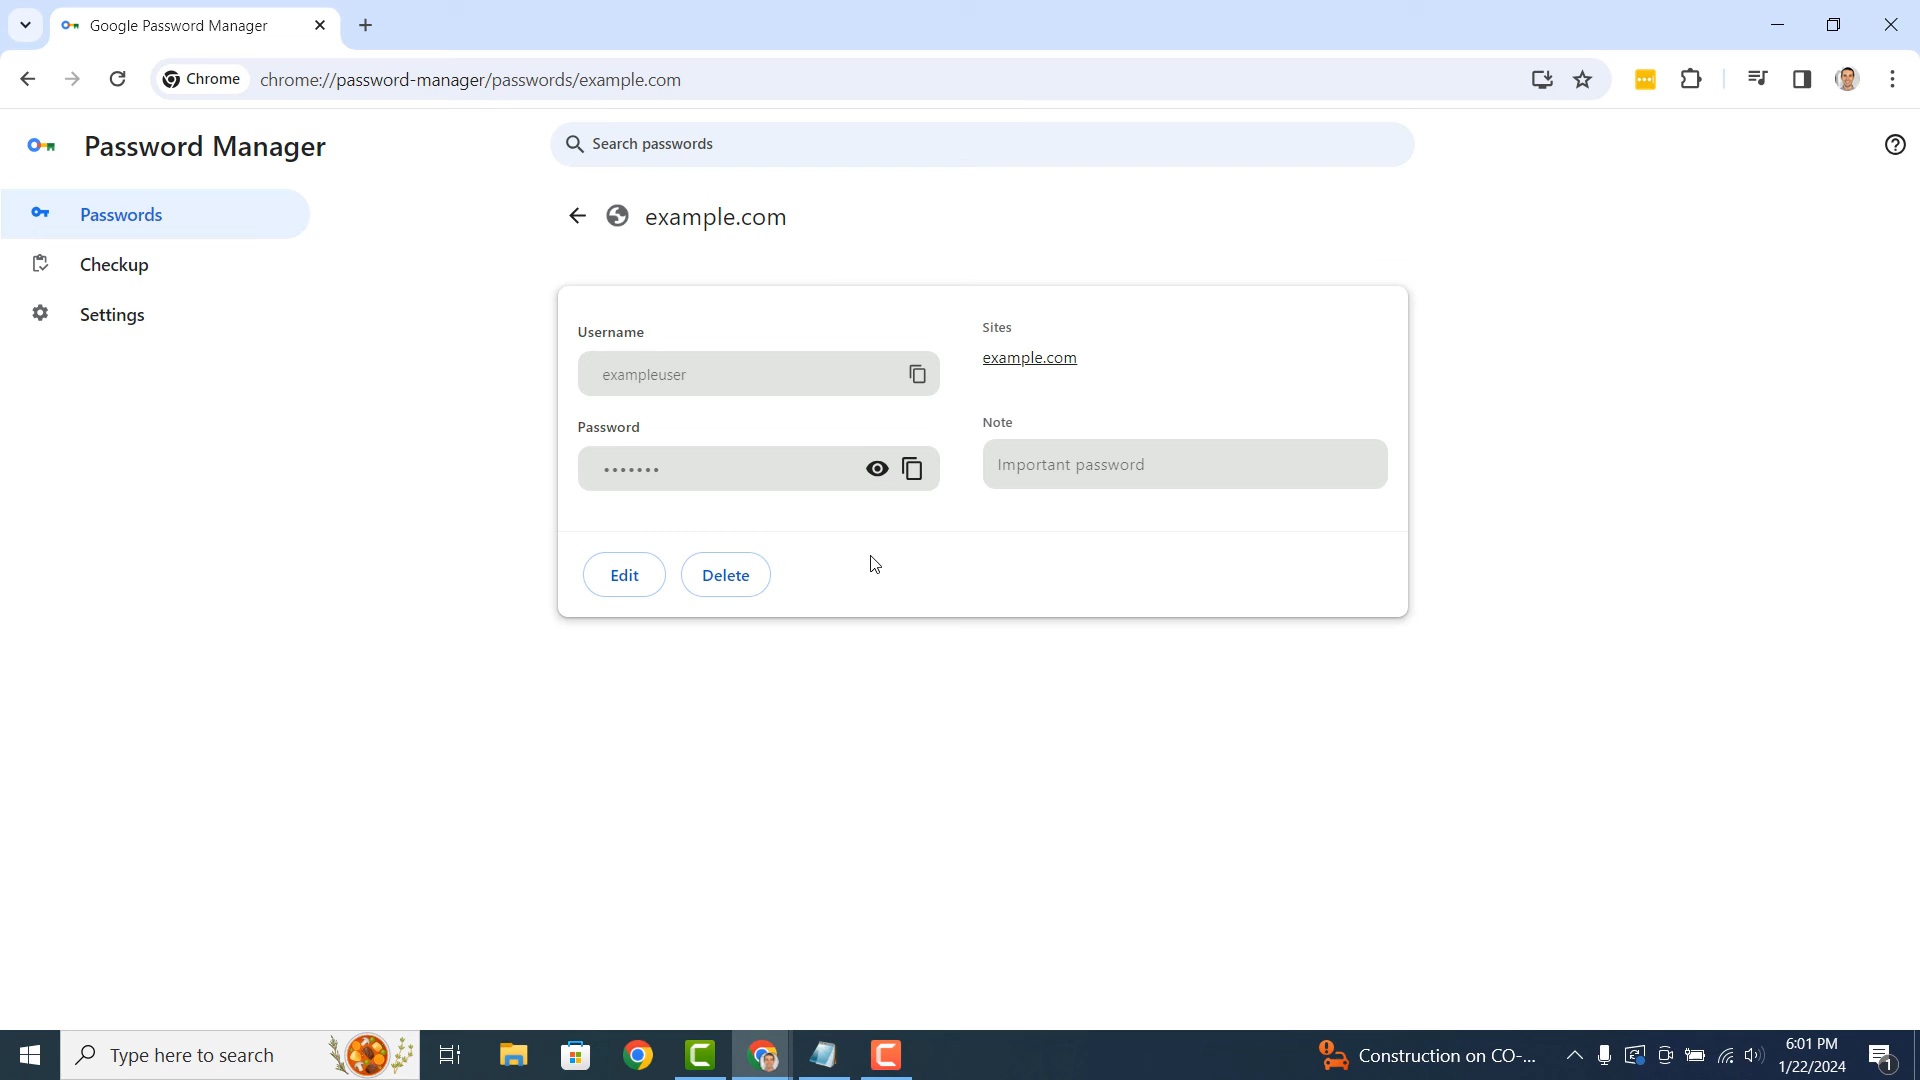 Google Password Manager
Chrome
chrome://password-manager/passwords/example.com
Password Manager
Search passwords
Passwords
Checkup
Settings
example.com
Username
exampleuser
Password
•••••••
Sites
example.com
Note
Important password
Edit
Delete
Type here to search
Construction on CO-...
6:01 PM
1/22/2024
1